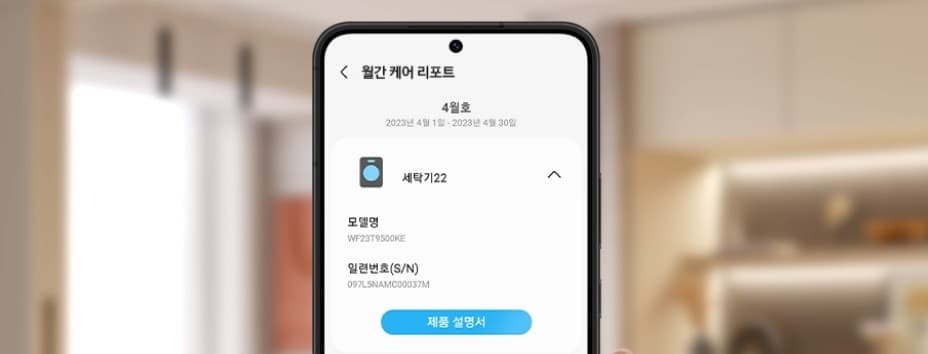 월간 케어 리포트
4월호
2023년 4월 1일 - 2023년 4월 30일
세탁기22
모델명
WF23T9500KE
일련번호(S/N)
097L5NAMC00037M
제품 설명서